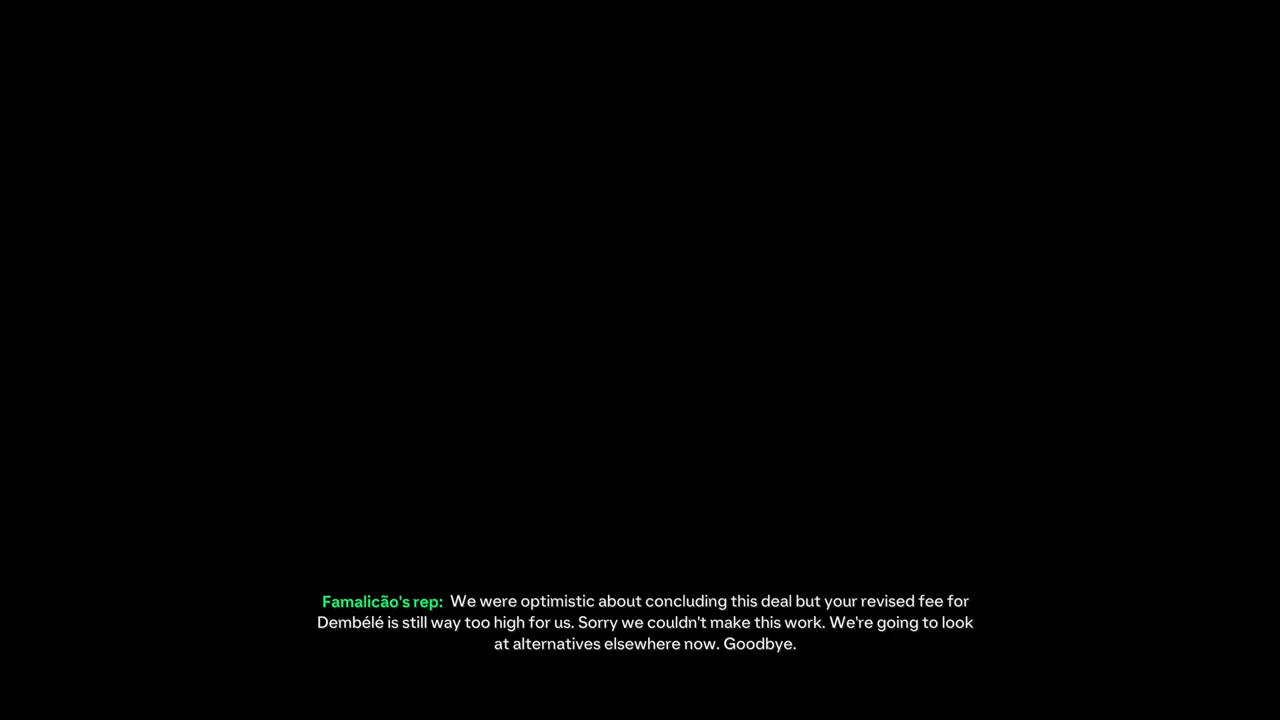 Famalicão's rep: We were optimistic about concluding this deal but your revised fee for
Dembélé is still way too high for us. Sorry we couldn't make this work. We're going to look
at alternatives elsewhere now. Goodbye.